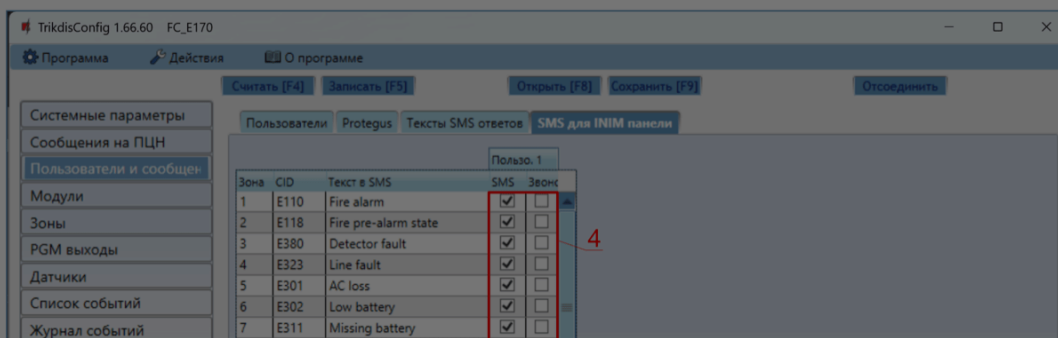 TrikdisConfig 1.66.60 FC_E170
Программа Действия О программе
Считать [F4] Записать [F5] Открыть [F8] Сохранить [F9] Отсоединить
Системные параметры
Сообщения на ПЦН
Пользователи и сообщен
Модули
Зоны
PGM выходы
Датчики
Список событий
Журнал событий
Пользователи Protegus Тексты SMS ответов SMS для INIM панели
Пользо. 1
Зона CID Текст в SMS SMS Звоно
1 E110 Fire alarm
2 E118 Fire pre-alarm state
3 E380 Detector fault
4 E323 Line fault
5 E301 AC loss
6 E302 Low battery
7 E311 Missing battery
4